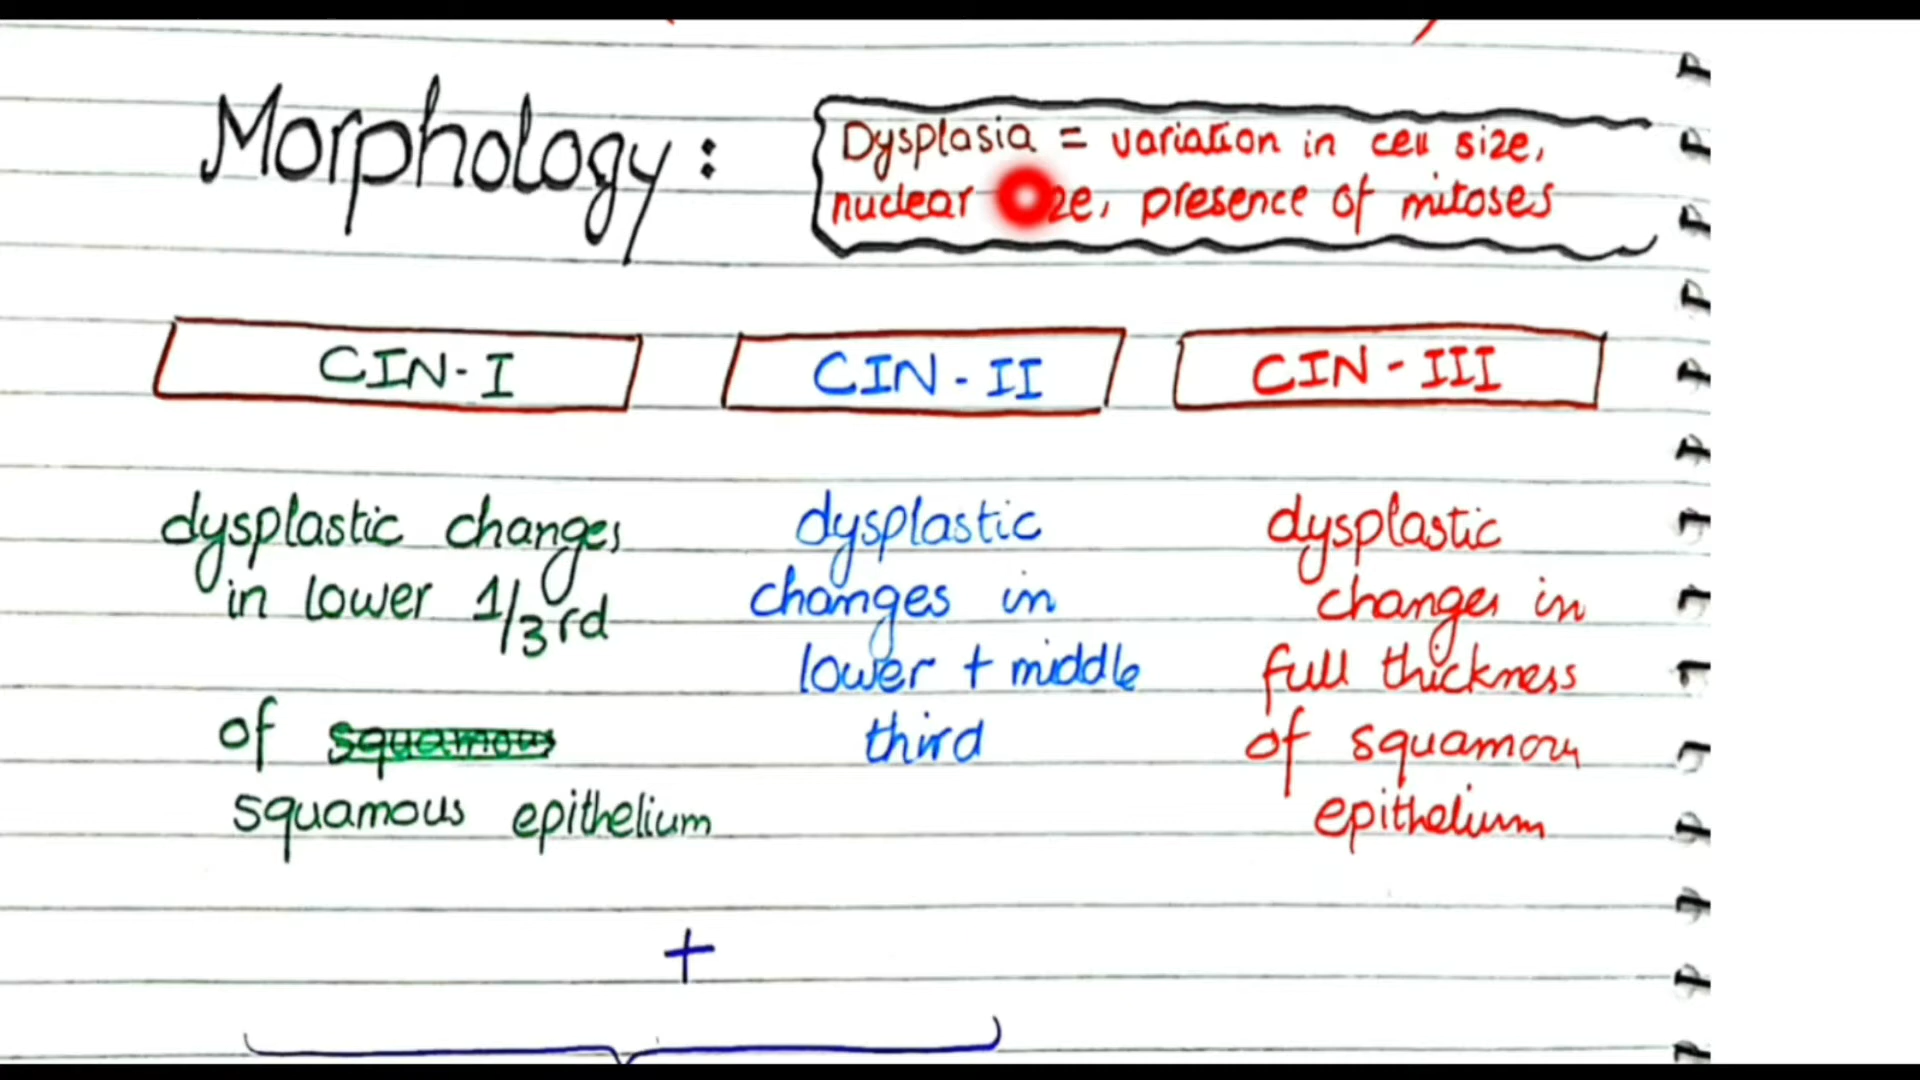 Morphology :
Dysplasia = variation in cell size,
nuclear size, presence of mitoses
CIN-I
CIN - II
CIN - III
dysplastic changes
in lower 1/3rd
of squamous
squamous epithelium
dysplastic
changes in
lower + middle
third
dysplastic
changes in
full thickness
of squamous
epithelium
+